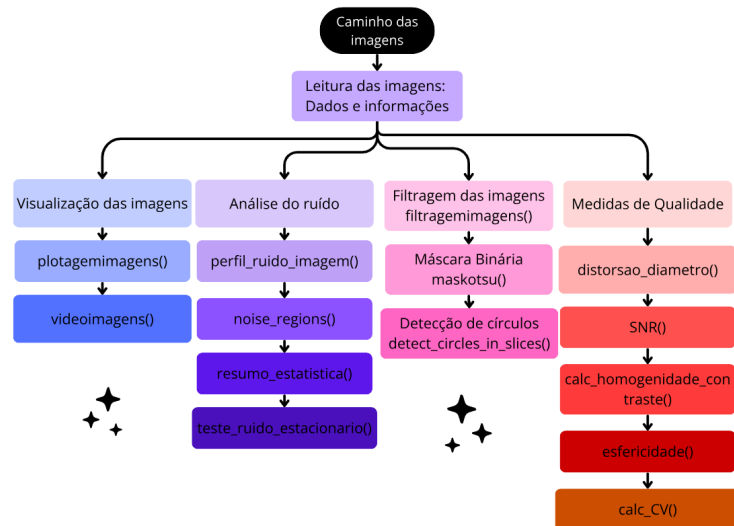 Caminho das
imagens
Leitura das imagens:
Dados e informações
Visualização das imagens
plotagemimagens()
videoimagens()
Análise do ruído
perfil_ruido_imagem()
noise_regions()
resumo_estatistica()
teste_ruido_estacionario()
Filtragem das imagens
filtragemimagens()
Máscara Binária
maskotsu()
Detecção de círculos
detect_circles_in_slices()
Medidas de Qualidade
distorsao_diametro()
SNR()
calc_homogenidade_con
traste()
esfericidade()
calc_CV()